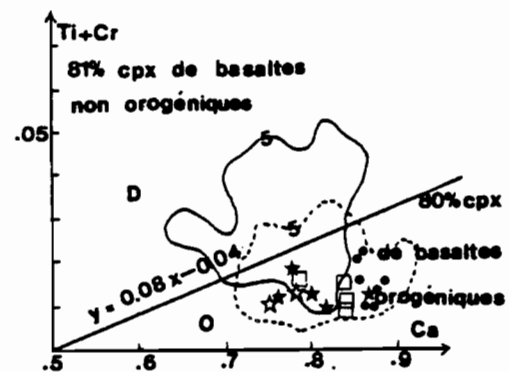 Ti+Cr
81% cpx de basaltes
non orogéniques
.05
5
D
80% cpx
5
de basaltes
y = 0.08 x-0.04
orogéniques
O
Ca
.5
.6
.7
.8
.9